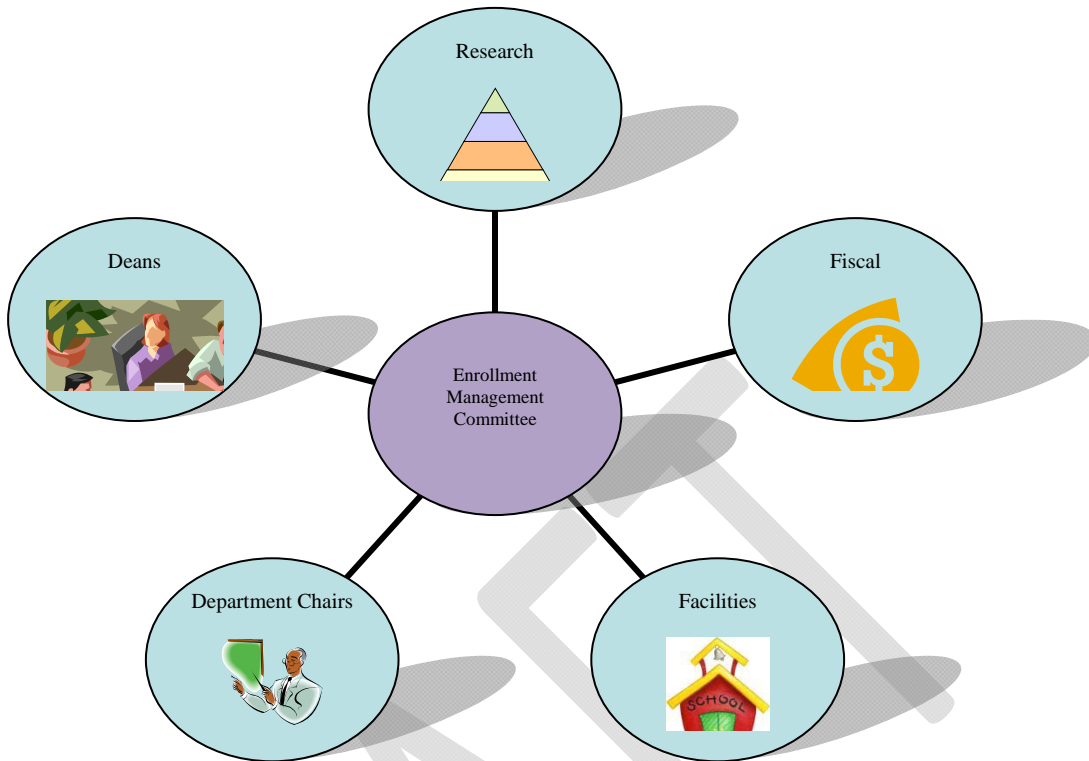 Research
Deans
Fiscal
Enrollment
Management
Committee
$
Department Chairs
Facilities
SCHOOL